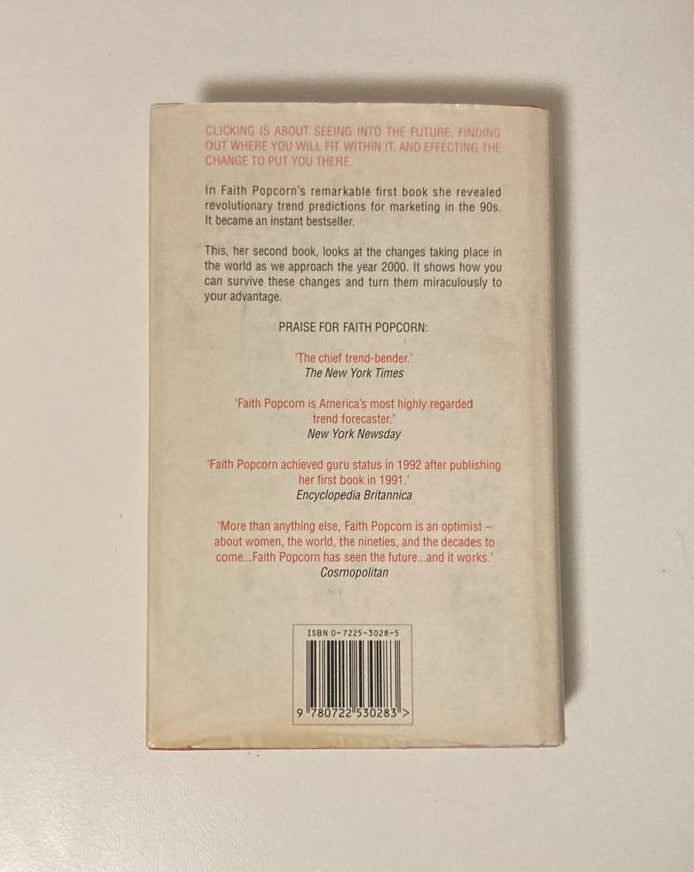 CLICKING IS ABOUT SEEING INTO THE FUTURE, FINDING
OUT WHERE YOU WILL FIT WITHIN IT, AND EFFECTING THE
CHANGE TO PUT YOU THERE.
In Faith Popcorn's remarkable first book she revealed
revolutionary trend predictions for marketing in the 90s.
It became an instant bestseller.
This, her second book, looks at the changes taking place in
the world as we approach the year 2000. It shows how you
can survive these changes and turn them miraculously to
your advantage.
PRAISE FOR FAITH POPCORN:
'The chief trend-bender.'
The New York Times
'Faith Popcorn is America's most highly regarded
trend forecaster.'
New York Newsday
'Faith Popcorn achieved guru status in 1992 after publishing
her first book in 1991.'
Encyclopedia Britannica
'More than anything else, Faith Popcorn is an optimist –
about women, the world, the nineties, and the decades to
come...Faith Popcorn has seen the future...and it works.'
Cosmopolitan
ISBN 0-7225-3028-5
9 780722 530283 >